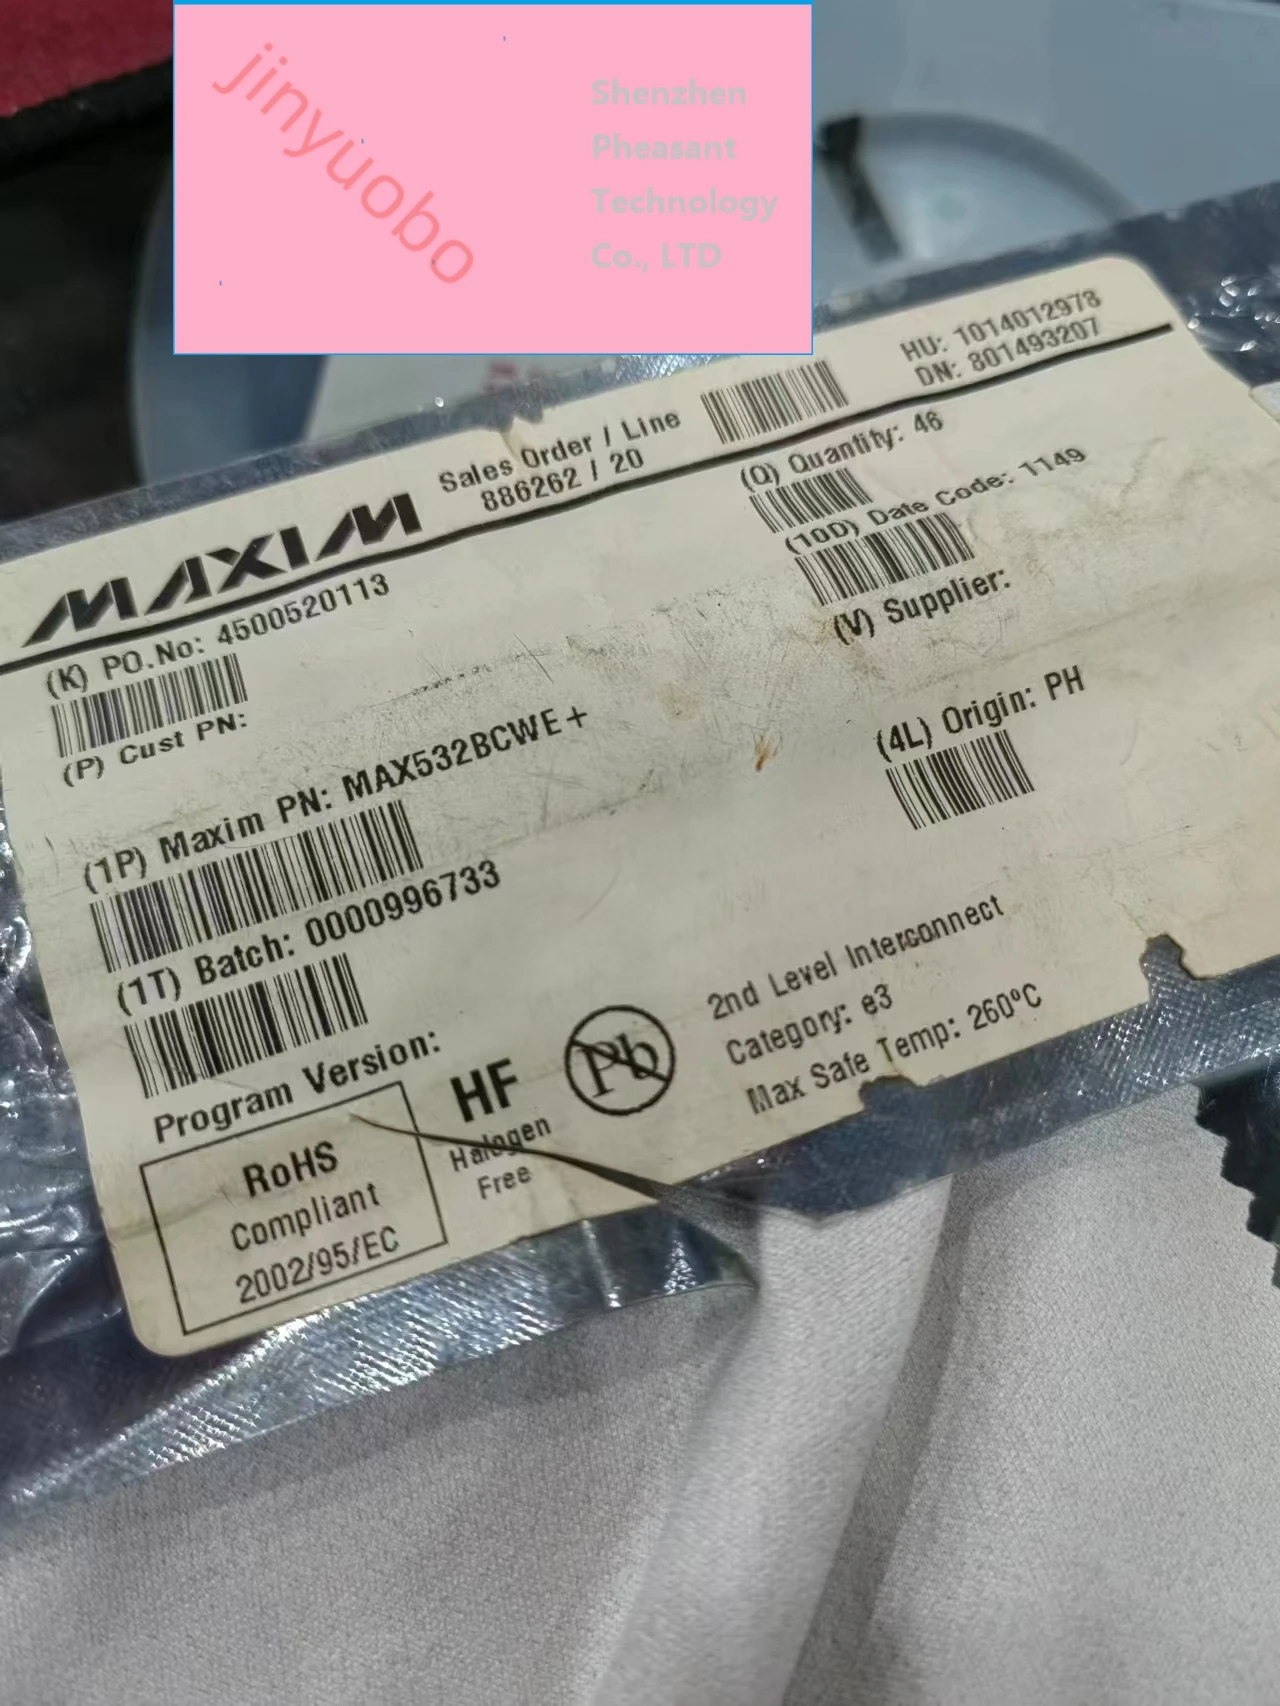 jinyuobo
Shenzhen
Pheasant
Technology
Co., LTD
HU: 1014012978
DN: 801493207
MAXIM
Sales Order / Line
886262 / 20
(K) PO.No: 4500520113
(Q) Quantity: 46
(10D) Date Code: 1149
(P) Cust PN:
(V) Supplier:
(1P) Maxim PN: MAX532BCWE+
(4L) Origin: PH
(1T) Batch: 0000996733
Program Version:
RoHS
Compliant
2002/95/EC
HF
Halogen
Free
Pb
2nd Level Interconnect
Category: e3
Max Safe Temp: 260ºC